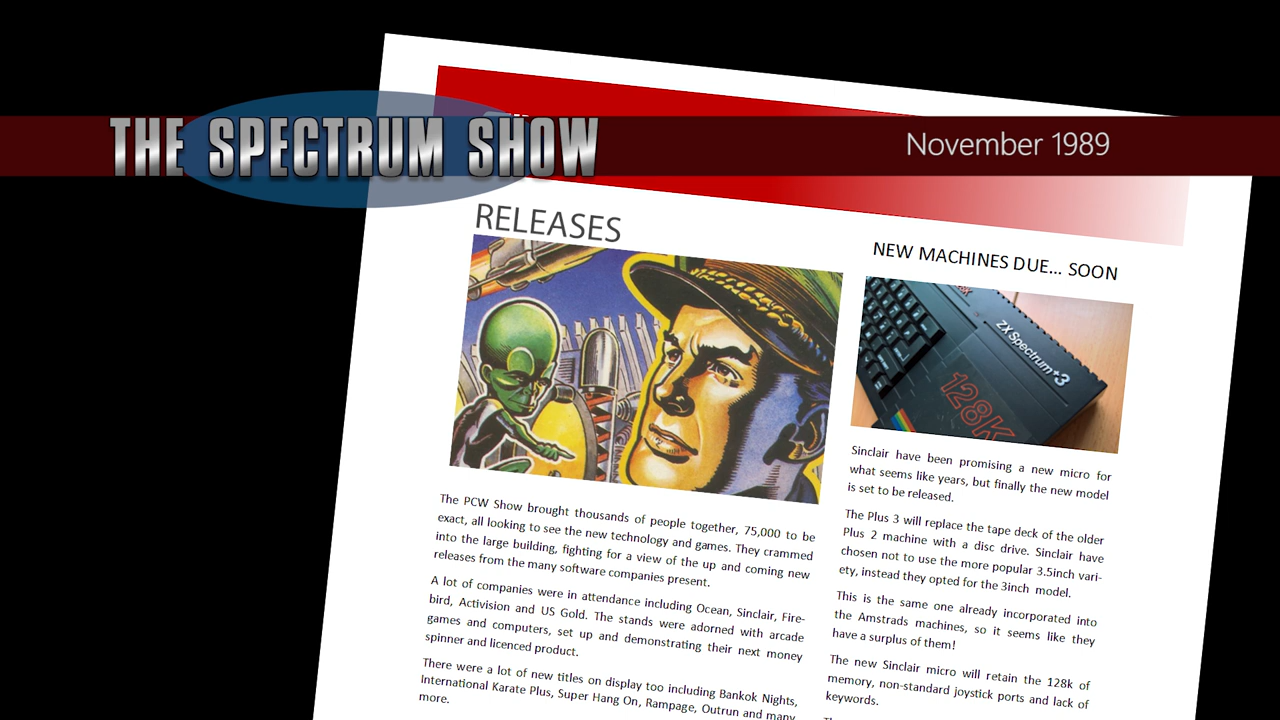 THE SPECTRUM SHOW
November 1989
RELEASES
The PCW Show brought thousands of people together, 75,000 to be
exact, all looking to see the new technology and games. They crammed
into the large building, fighting for a view of the up and coming new
releases from the many software companies present.
A lot of companies were in attendance including Ocean, Sinclair, Fire-
bird, Activision and US Gold. The stands were adorned with arcade
games and computers, set up and demonstrating their next money
spinner and licenced product.
There were a lot of new titles on display too including Bankok Nights,
International Karate Plus, Super Hang On, Rampage, Outrun and many
more.
NEW MACHINES DUE... SOON
ZX Spectrum +3
128K
Sinclair have been promising a new micro for
what seems like years, but finally the new model
is set to be released.
The Plus 3 will replace the tape deck of the older
Plus 2 machine with a disc drive. Sinclair have
chosen not to use the more popular 3.5inch vari-
ety, instead they opted for the 3inch model.
This is the same one already incorporated into
the Amstrads machines, so it seems like they
have a surplus of them!
The new Sinclair micro will retain the 128k of
memory, non-standard joystick ports and lack of
keywords.